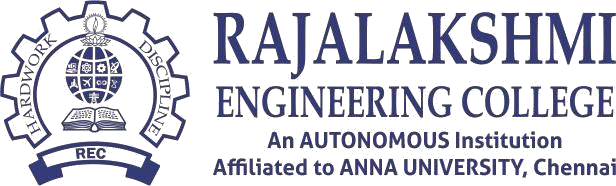 HARDWORK
DISCIPLINE
REC
RAJALAKSHMI
ENGINEERING COLLEGE
An AUTONOMOUS Institution
Affiliated to ANNA UNIVERSITY, Chennai